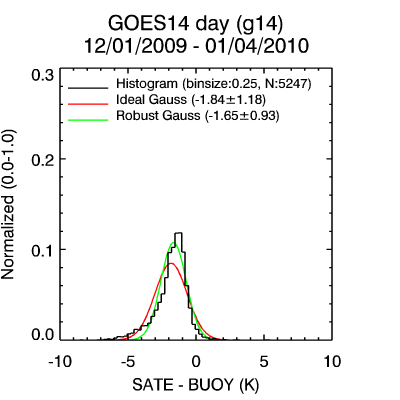 GOES14 day (g14)
12/01/2009 - 01/04/2010
Histogram (binsize:0.25, N:5247)
Ideal Gauss (-1.84±1.18)
Robust Gauss (-1.65±0.93)
Normalized (0.0-1.0)
0.3
0.2
0.1
0.0
-10 -5 0 5 10
SATE - BUOY (K)